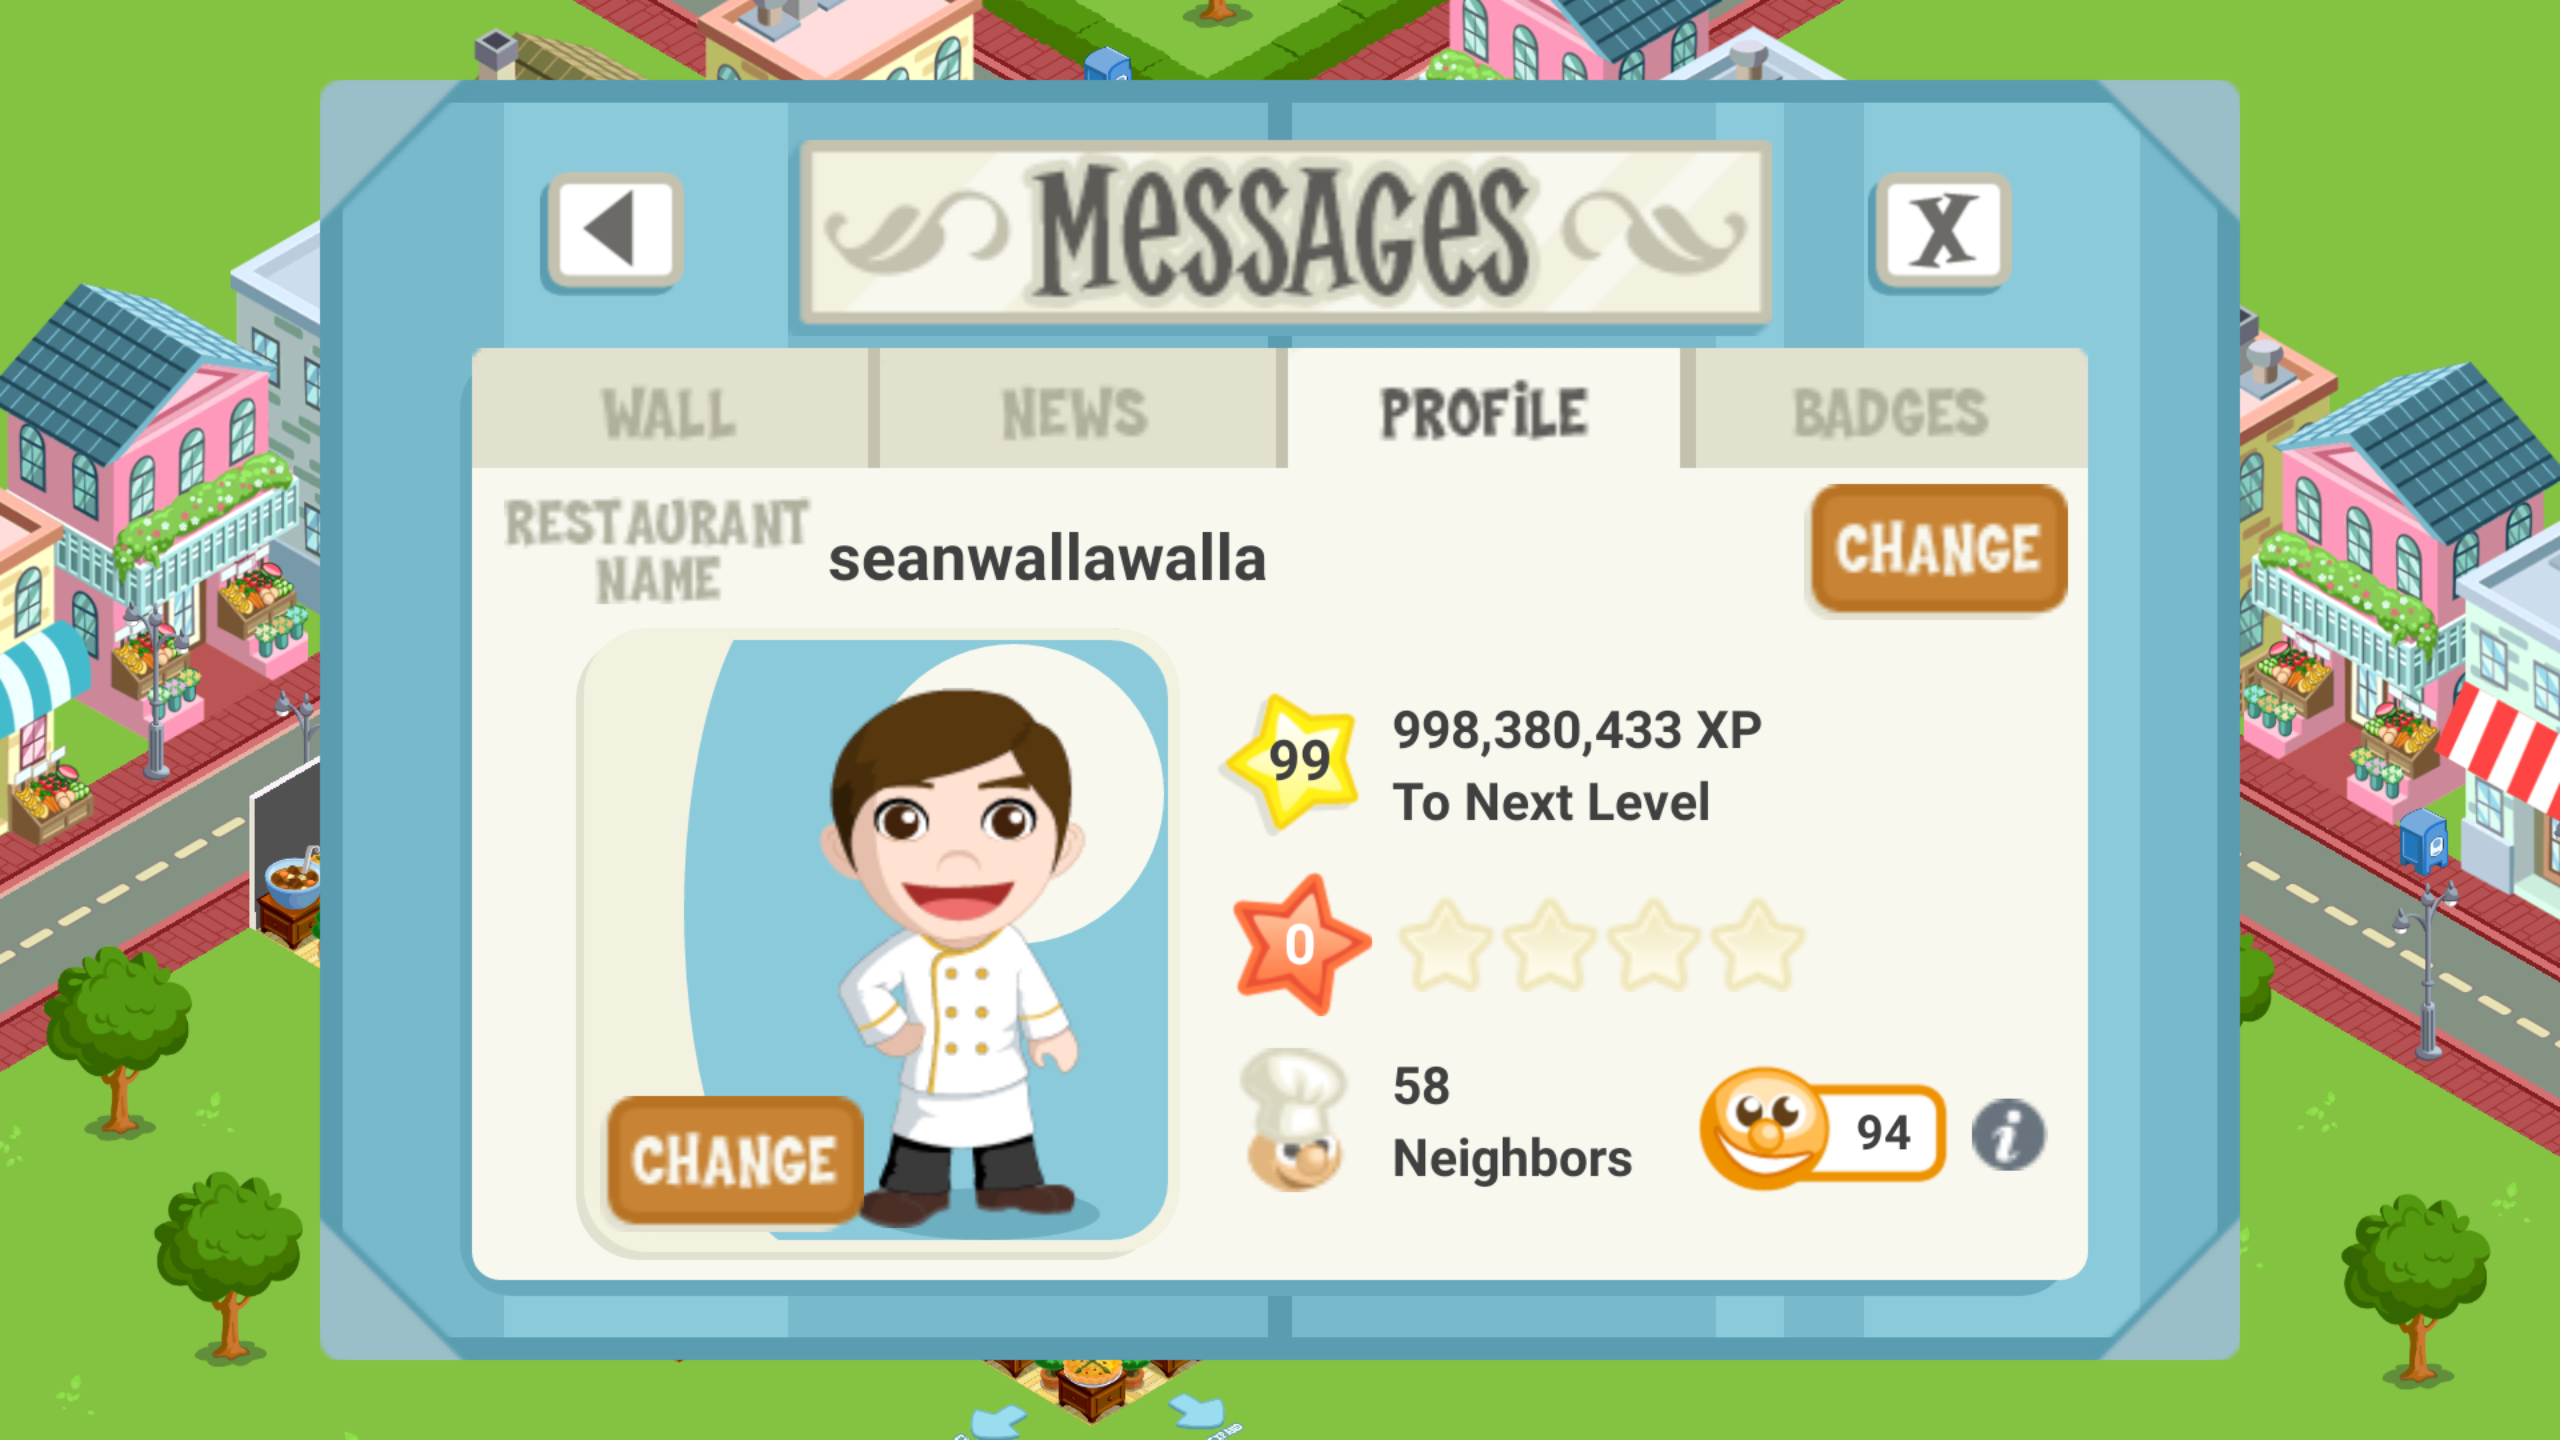 MESSAGES
X
WALL
NEWS
PROFILE
BADGES
RESTAURANT
NAME
seanwallawalla
CHANGE
99
998,380,433 XP
To Next Level
0
58
Neighbors
94
i
CHANGE